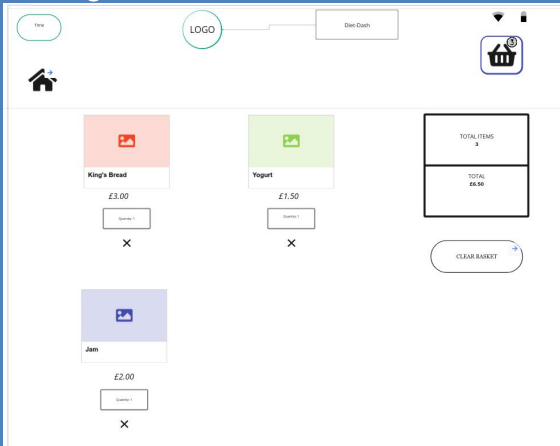 Time
LOGO
Diet-Dash
3
King's Bread
£3.00
Quantity: 1
Yogurt
£1.50
Quantity: 1
TOTAL ITEMS
3
TOTAL
£6.50
CLEAR BASKET
Jam
£2.00
Quantity: 1